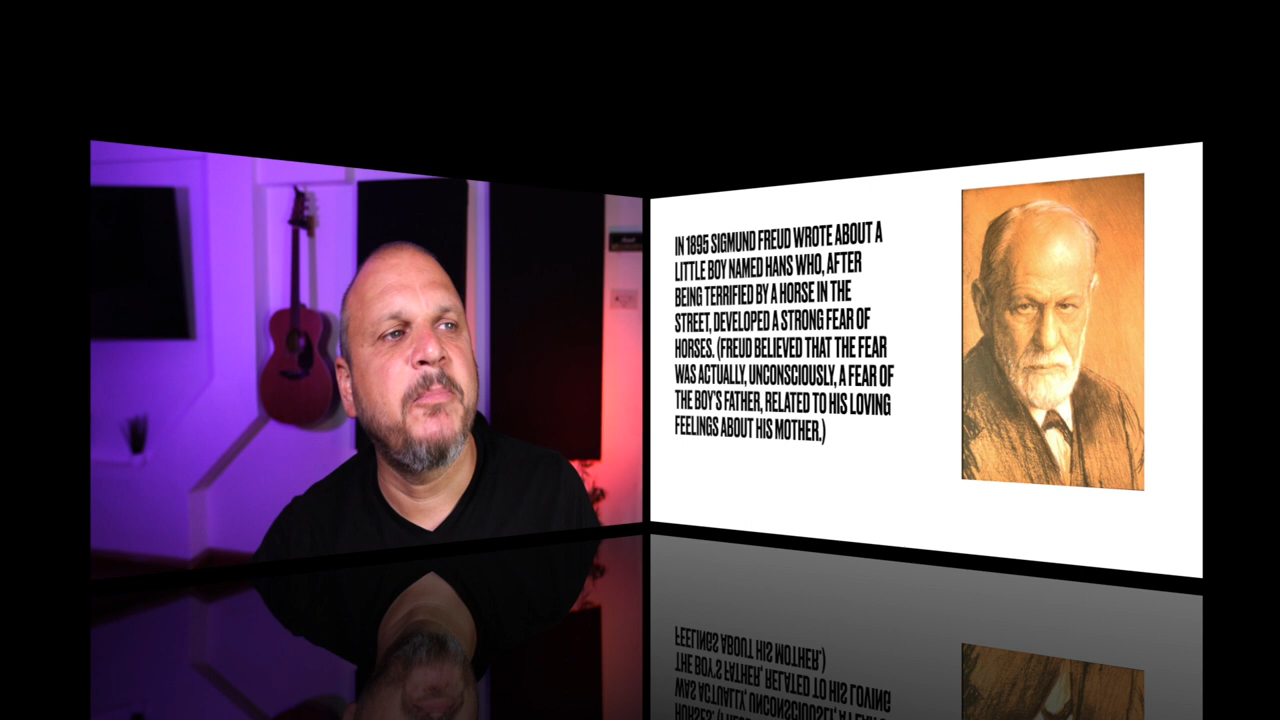 IN 1895 SIGMUND FREUD WROTE ABOUT A
LITTLE BOY NAMED HANS WHO, AFTER
BEING TERRIFIED BY A HORSE IN THE
STREET, DEVELOPED A STRONG FEAR OF
HORSES. (FREUD BELIEVED THAT THE FEAR
WAS ACTUALLY, UNCONSCIOUSLY, A FEAR OF
THE BOY'S FATHER, RELATED TO HIS LOVING
FEELINGS ABOUT HIS MOTHER.)